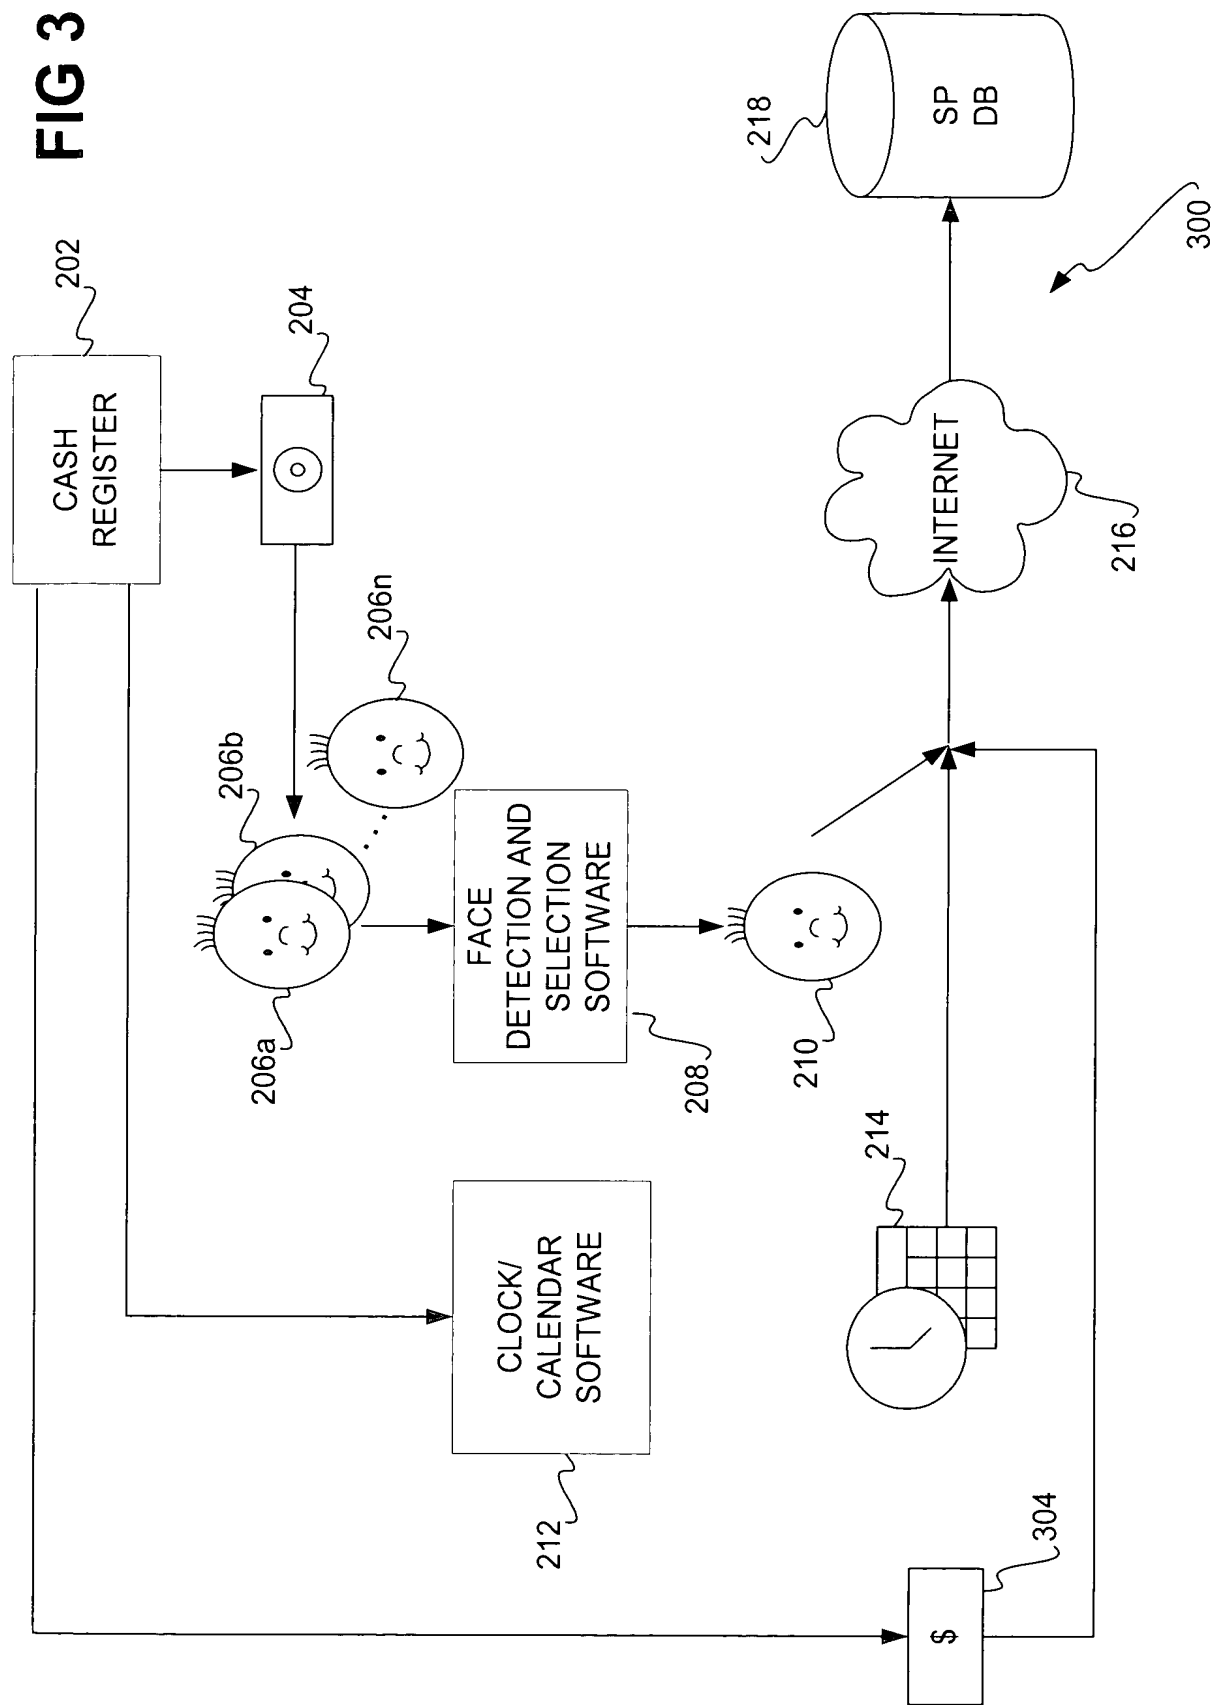 FIG 3
202
CASH
REGISTER
204
206n
206b
206a
FACE
DETECTION AND
SELECTION
SOFTWARE
208
210
CLOCK/
CALENDAR
SOFTWARE
212
214
$
304
INTERNET
216
218
SP
DB
300